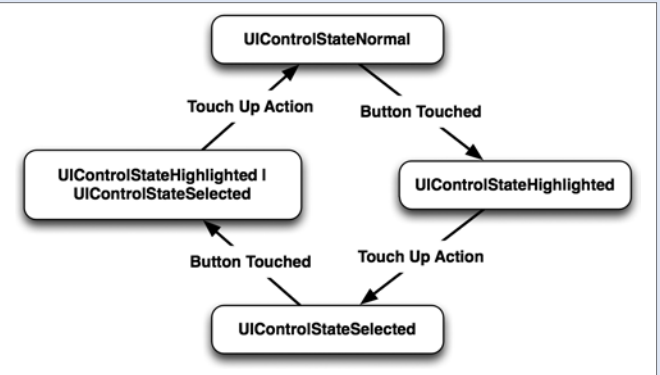 UIControlStateNormal
Touch Up Action
Button Touched
UIControlStateHighlighted |
UIControlStateSelected
UIControlStateHighlighted
Button Touched
Touch Up Action
UIControlStateSelected